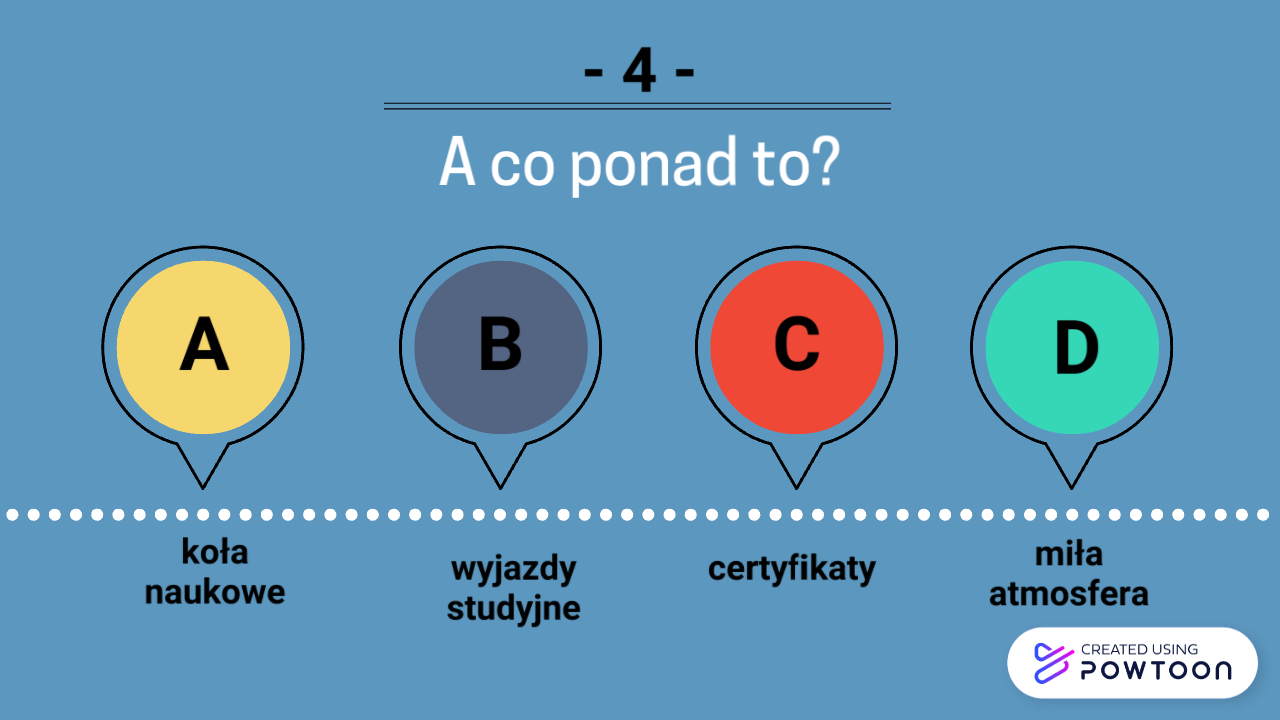 - 4 -
A co ponad to?
A
B
C
D
koła
naukowe
wyjazdy
studyjne
certyfikaty
miła
atmosfera
CREATED USING
POWTOON